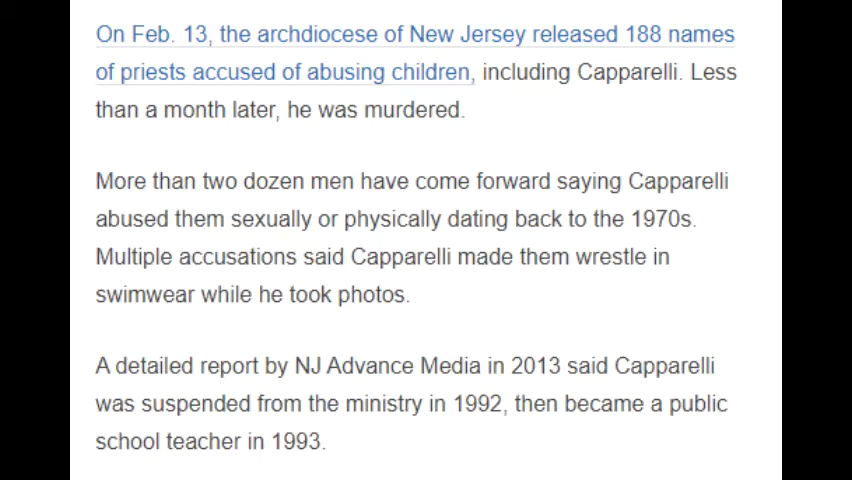 On Feb. 13, the archdiocese of New Jersey released 188 names
of priests accused of abusing children, including Capparelli. Less
than a month later, he was murdered.
More than two dozen men have come forward saying Capparelli
abused them sexually or physically dating back to the 1970s.
Multiple accusations said Capparelli made them wrestle in
swimwear while he took photos.
A detailed report by NJ Advance Media in 2013 said Capparelli
was suspended from the ministry in 1992, then became a public
school teacher in 1993.